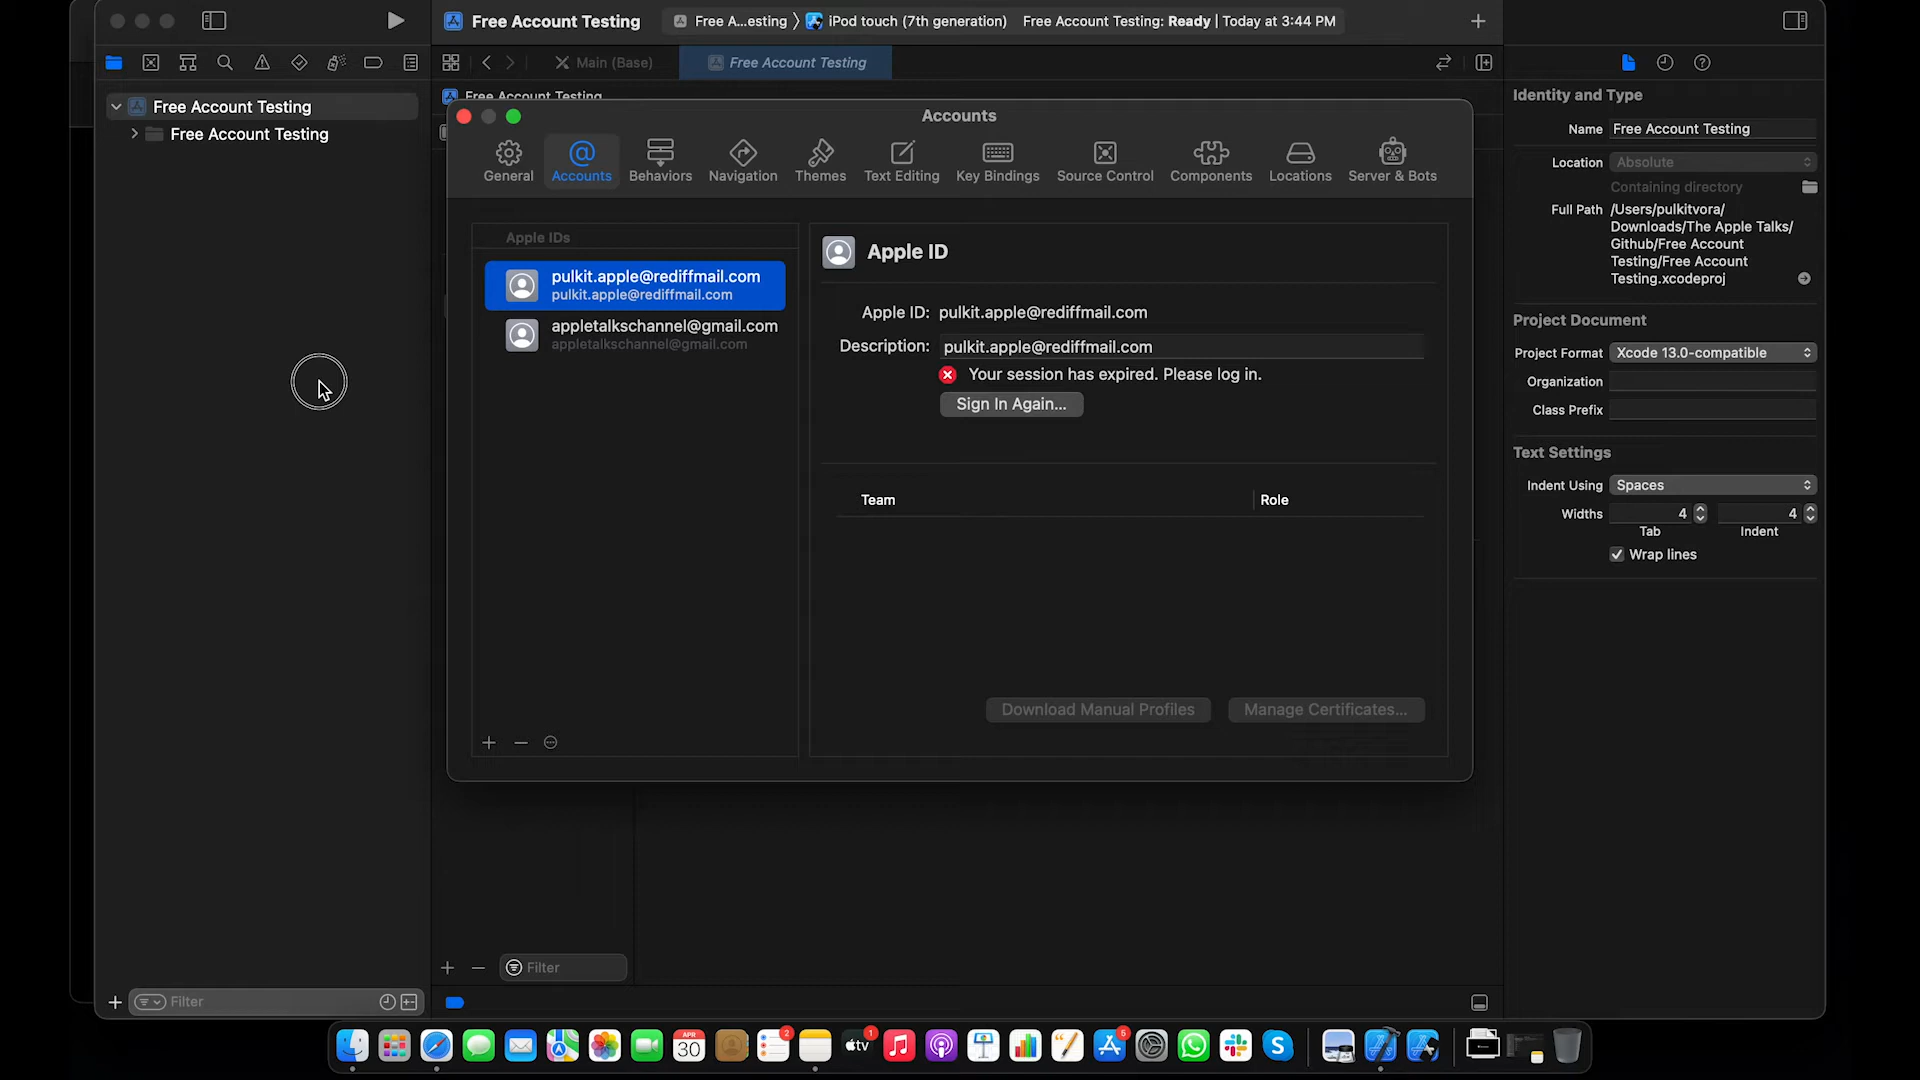 Free Account Testing
Free A...esting 〉 iPod touch (7th generation)
Free Account Testing: Ready | Today at 3:44 PM
Main (Base)
Free Account Testing
Free Account Testing
Free Account Testing
Free Account Testing
Accounts
General
Accounts
Behaviors
Navigation
Themes
Text Editing
Key Bindings
Source Control
Components
Locations
Server & Bots
Apple IDs
pulkit.apple@rediffmail.com
pulkit.apple@rediffmail.com
appletalkschannel@gmail.com
appletalkschannel@gmail.com
Apple ID
Apple ID: pulkit.apple@rediffmail.com
Description: pulkit.apple@rediffmail.com
Your session has expired. Please log in.
Sign In Again...
Team Role
Download Manual Profiles
Manage Certificates...
Identity and Type
Name Free Account Testing
Location Absolute
Containing directory
Full Path /Users/pulkitvora/
Downloads/The Apple Talks/
Github/Free Account
Testing/Free Account
Testing.xcodeproj
Project Document
Project Format Xcode 13.0-compatible
Organization
Class Prefix
Text Settings
Indent Using Spaces
Widths 4 4
Tab Indent
Wrap lines
Filter
Filter
APR
30
2
tv
1
6